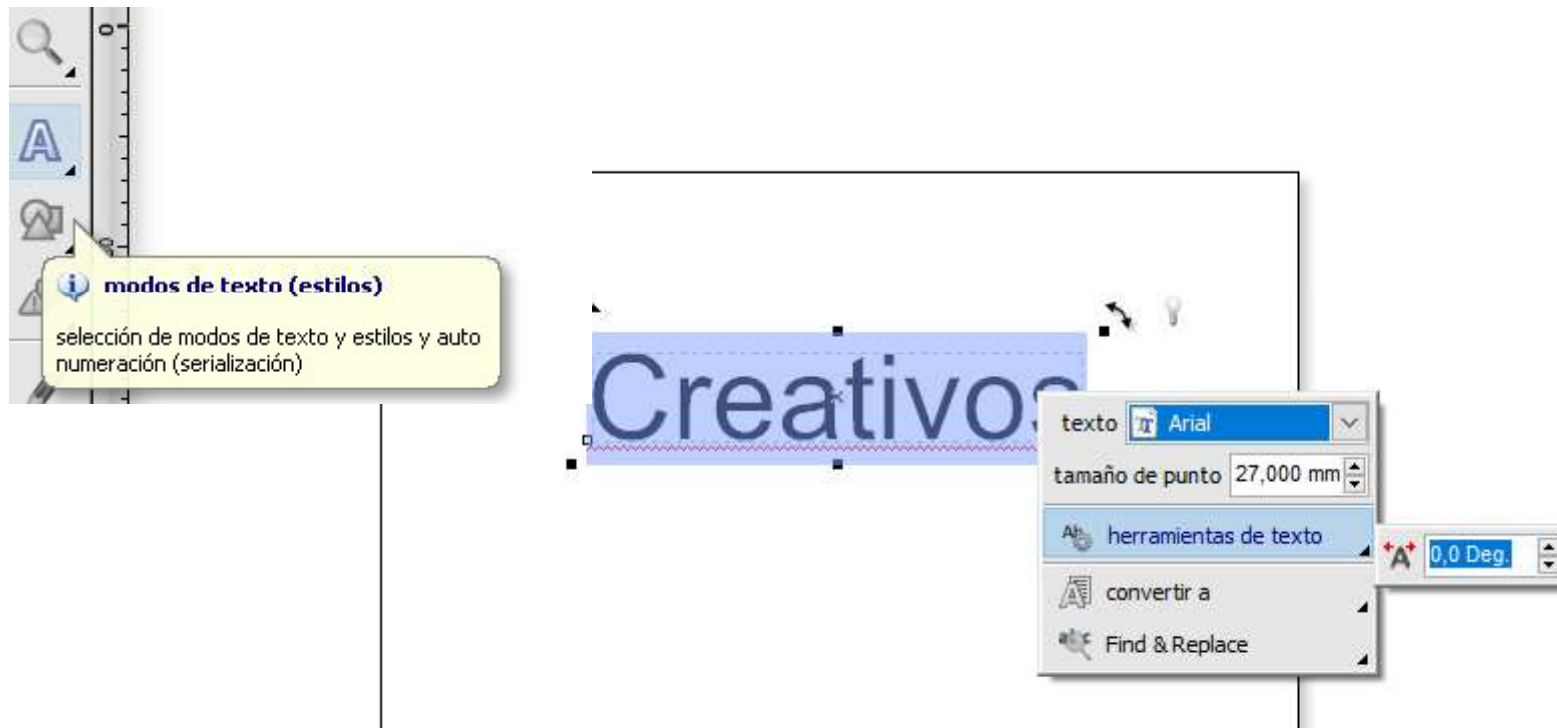 modos de texto (estilos)
selección de modos de texto y estilos y auto
numeración (serialización)
Creativos
texto Arial
tamaño de punto 27,000 mm
herramientas de texto
0,0 Deg.
convertir a
Find & Replace